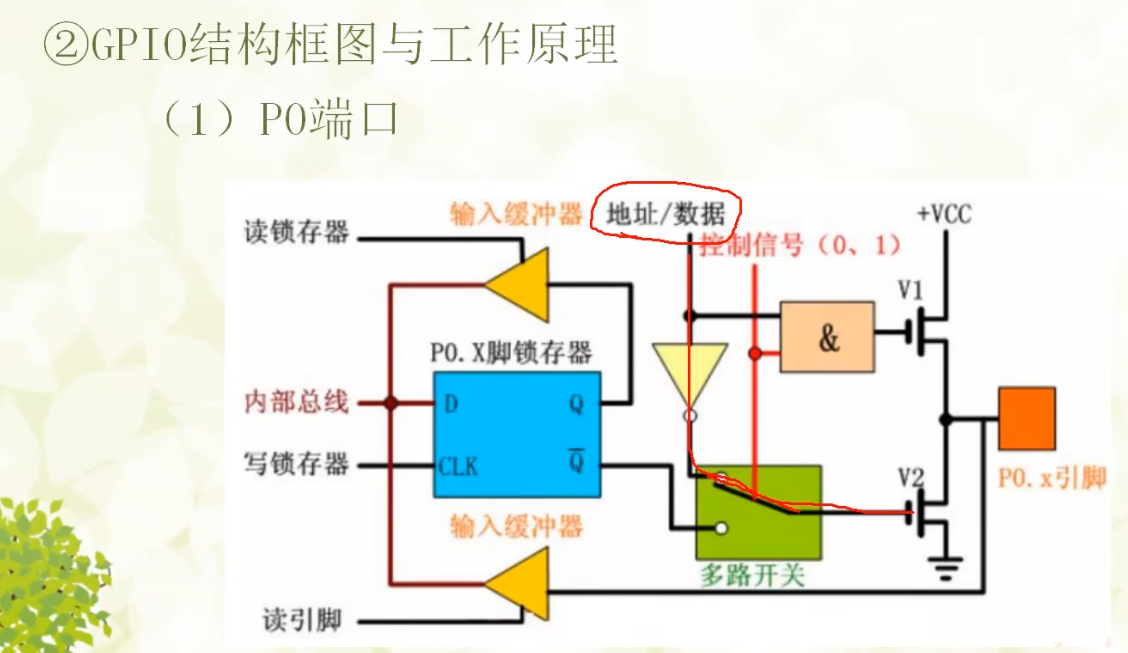 ②GPIO结构框图与工作原理
（1）P0端口
读锁存器
输入缓冲器
地址/数据
+VCC
控制信号（0、1）
V1
&
P0.X脚锁存器
内部总线
D
Q
写锁存器
CLK
Q̅
V2
P0.x引脚
输入缓冲器
多路开关
读引脚